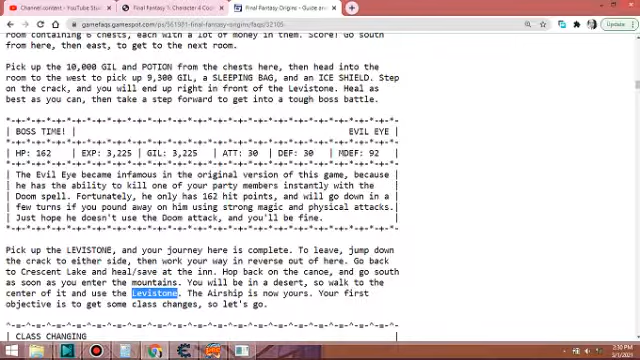 Channel content - YouTube Studi
Final Fantasy 1: Character 4 Co
Final Fantasy Origins - Guide an
gamefaqs.gamespot.com/ps/561981-final-fantasy-origins/faqs/52105
room containing 6 chests, each with a lot of money in them. Score! Go south
from here, then east, to get to the next room.
Pick up the 10,000 GIL and POTION from the chests here, then head into the
room to the west to pick up 9,300 GIL, a SLEEPING BAG, and an ICE SHIELD. Step
on the crack, and you will end up right in front of the Levistone. Heal as
best as you can, then take a step forward to get into a tough boss battle.
*-+-+-+-+-+-+-+-+-+-+-+-+-+-+-+-+-+-+-+-+-+-+-+-+-+-+-+-+-+-+-+-+-+-+-+-+-+-*
| BOSS TIME! | EVIL EYE |
*-+-+-+-+-+-+-+-+-+-+-+-+-+-+-+-+-+-+-+-+-+-+-+-+-+-+-+-+-+-+-+-+-+-+-+-+-+-*
| HP: 162 | EXP: 3,225 | GIL: 3,225 | ATT: 30 | DEF: 30 | MDEF: 92 |
*-+-+-+-+-+-+-+-+-+-+-+-+-+-+-+-+-+-+-+-+-+-+-+-+-+-+-+-+-+-+-+-+-+-+-+-+-+-*
| The Evil Eye became infamous in the original version of this game, because |
| he has the ability to kill one of your party members instantly with the |
| Doom spell. Fortunately, he only has 162 hit points, and will go down in a |
| few turns if you pound away on him using strong magic and physical attacks.|
| Just hope he doesn't use the Doom attack, and you'll be fine. |
*-+-+-+-+-+-+-+-+-+-+-+-+-+-+-+-+-+-+-+-+-+-+-+-+-+-+-+-+-+-+-+-+-+-+-+-+-+-*
Pick up the LEVISTONE, and your journey here is complete. To leave, jump down
the crack to either side, then work your way in reverse out of here. Go back
to Crescent Lake and heal/save at the inn. Hop back on the canoe, and go south
as soon as you enter the mountains. You will be in a desert, so walk to the
center of it and use the Levistone. The Airship is now yours. Your first
objective is to get some class changes, so let's go.
^-=-^-=-^-=-^-=-^-=-^-=-^-=-^-=-^-=-^-=-^-=-^-=-^-=-^-=-^-=-^-=-^-=-^-=-^-=-^
| CLASS CHANGING
2:30 PM
3/1/2021